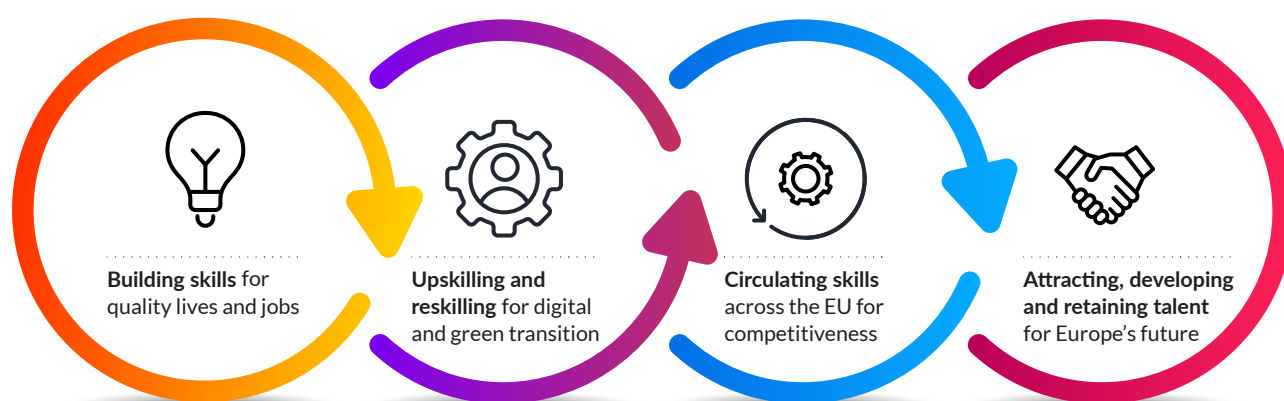 Building skills for
quality lives and jobs
Upskilling and
reskilling for digital
and green transition
Circulating skills
across the EU for
competitiveness
Attracting, developing
and retaining talent
for Europe’s future